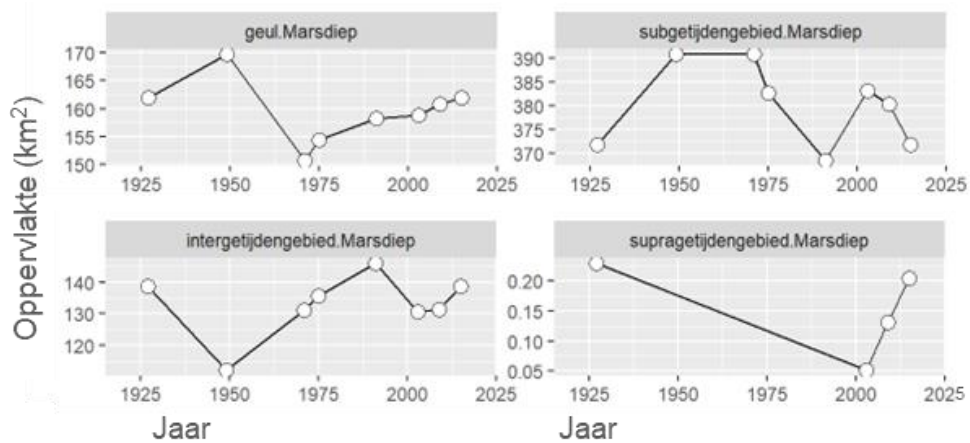 geul.Marsdiep
subgetijdengebied.Marsdiep
170
165
160
155
150
390
385
380
375
370
1925 1950 1975 2000 2025
1925 1950 1975 2000 2025
Oppervlakte (km²)
intergetijdengebied.Marsdiep
supragetijdengebied.Marsdiep
140
130
120
0.20
0.15
0.10
0.05
1925 1950 1975 2000 2025
1925 1950 1975 2000 2025
Jaar
Jaar